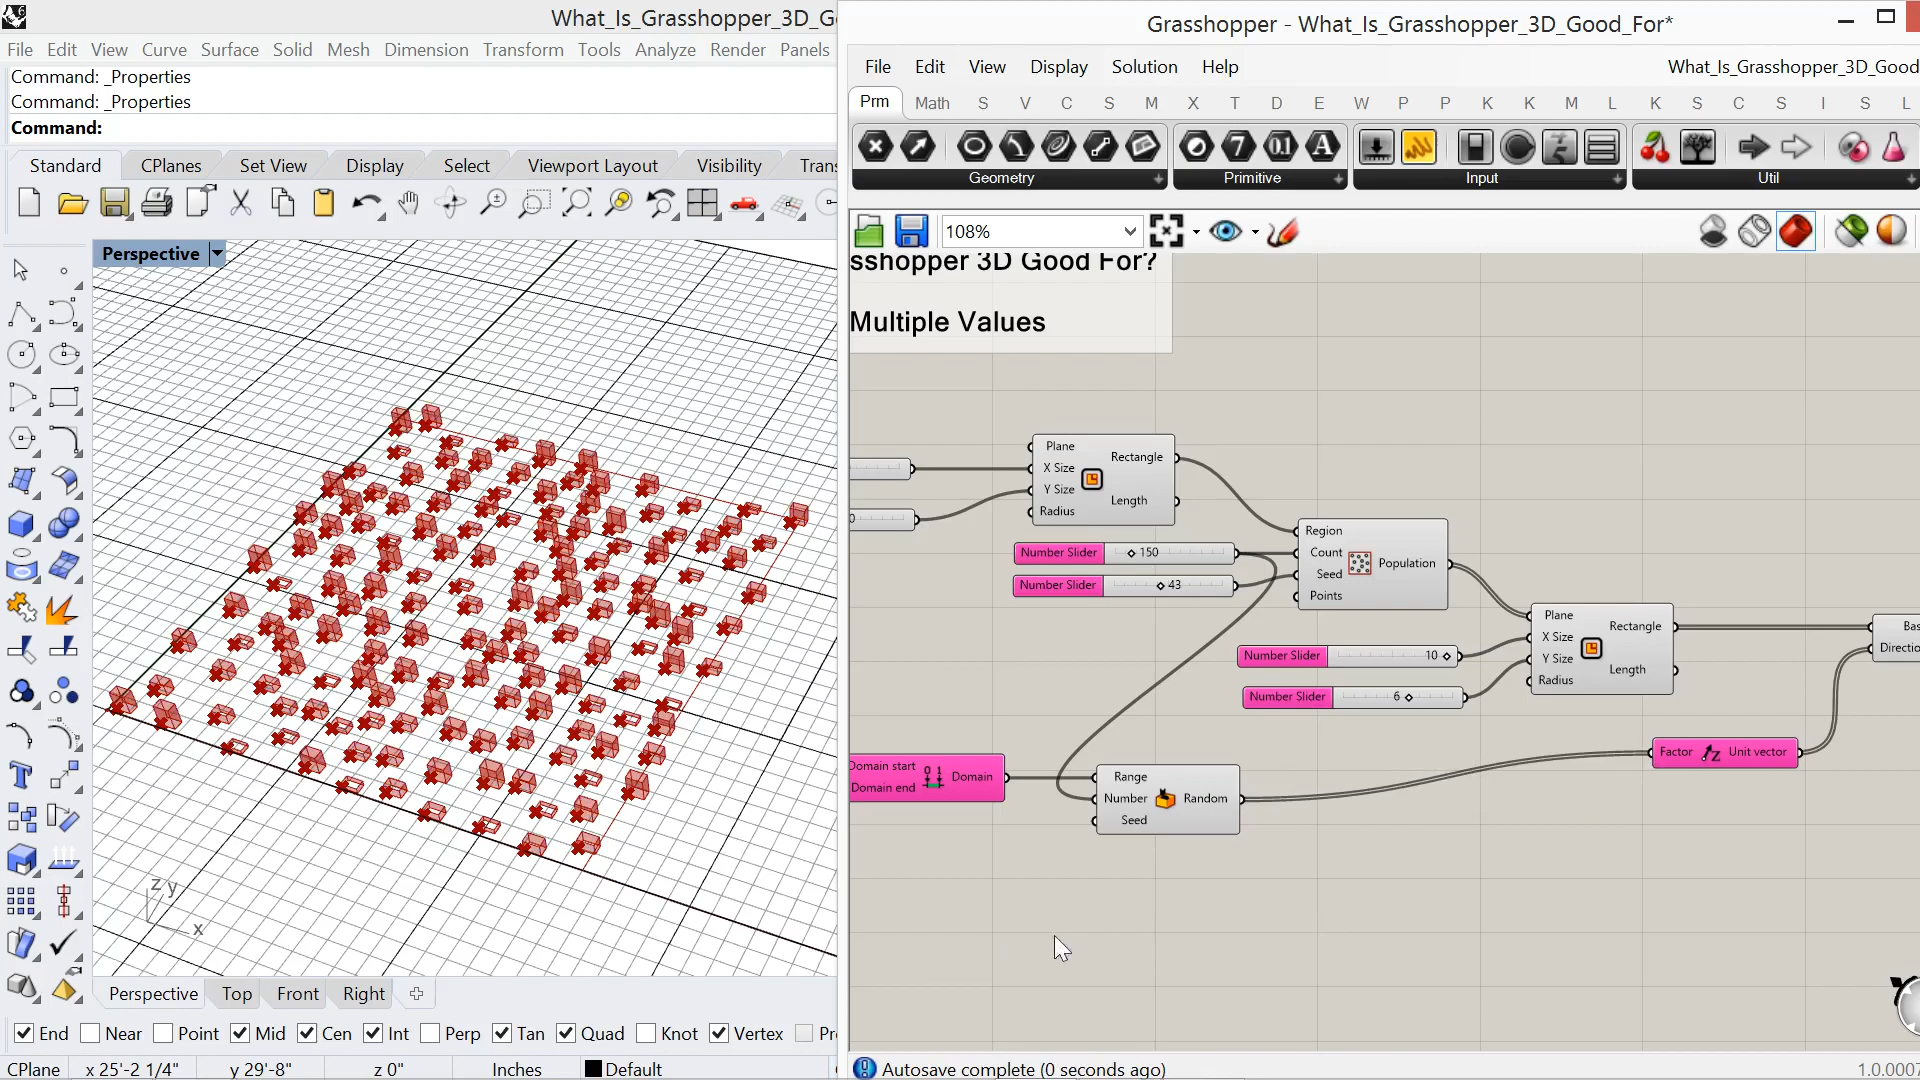 What_Is_Grasshopper_3D_G
File Edit View Curve Surface Solid Mesh Dimension Transform Tools Analyze Render Panels
Command: _Properties
Command: _Properties
Command:
Standard CPlanes Set View Display Select Viewport Layout Visibility Trans
Perspective
z y
x
Perspective Top Front Right
End Near Point Mid Cen Int Perp Tan Quad Knot Vertex Pr
CPlane x 25'-2 1/4" y 29'-8" z 0" Inches Default
Grasshopper - What_Is_Grasshopper_3D_Good_For*
File Edit View Display Solution Help What_Is_Grasshopper_3D_Good
Prm Math S V C S M X T D E W P P K K M L K S C S I S L
Geometry Primitive Input Util
108%
sshopper 3D Good For?
Multiple Values
Plane
X Size
Y Size
Radius
Rectangle
Length
0
Number Slider 150
Number Slider 43
Region
Count
Seed
Points
Population
Number Slider 10
Number Slider 6
Plane
X Size
Y Size
Radius
Rectangle
Length
Bas
Directio
Factor Unit vector
Domain start
Domain end
0 1
Domain
Range
Number
Seed
Random
Autosave complete (0 seconds ago) 1.0.0007